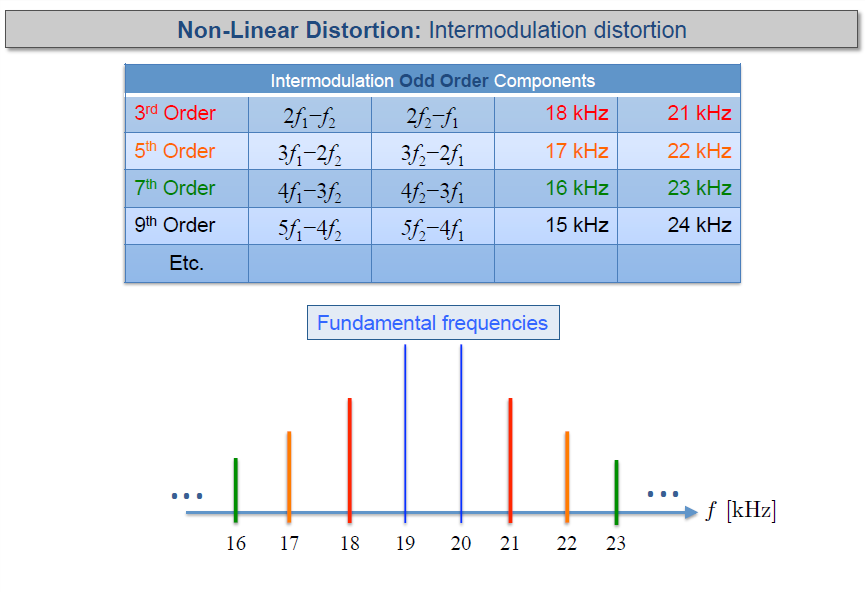 Non-Linear Distortion: Intermodulation distortion
Intermodulation Odd Order Components
3rd Order 2f₁−f₂ 2f₂−f₁ 18 kHz 21 kHz
5th Order 3f₁−2f₂ 3f₂−2f₁ 17 kHz 22 kHz
7th Order 4f₁−3f₂ 4f₂−3f₁ 16 kHz 23 kHz
9th Order 5f₁−4f₂ 5f₂−4f₁ 15 kHz 24 kHz
Etc.
Fundamental frequencies
... ...
f [kHz]
16 17 18 19 20 21 22 23